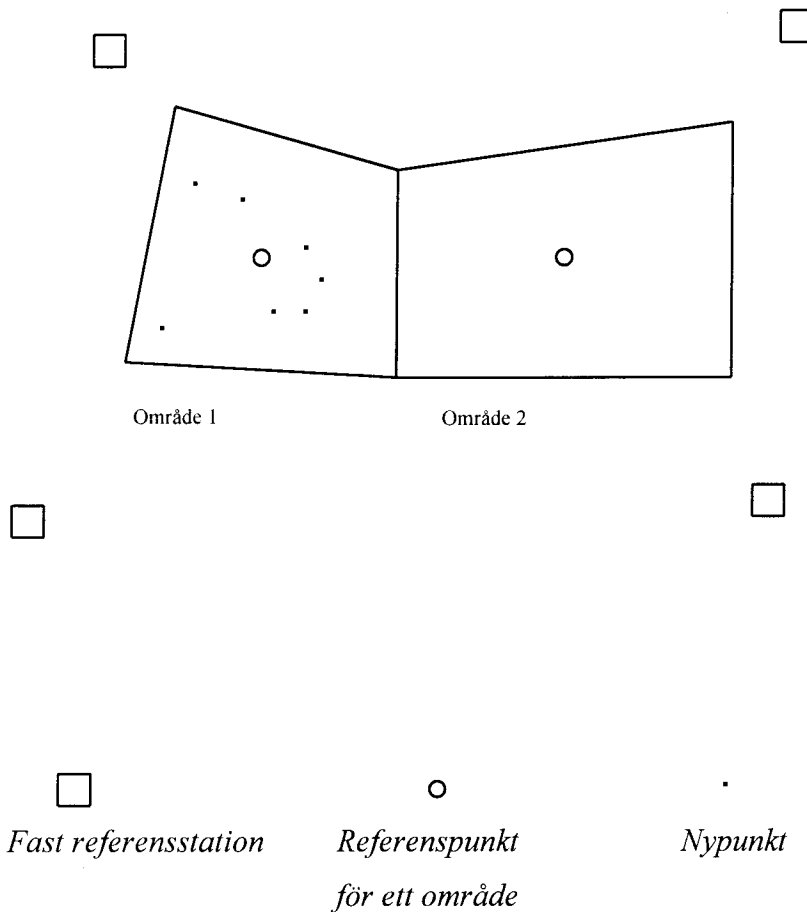 Område 1
Område 2
Fast referensstation
Referenspunkt
för ett område
Nypunkt